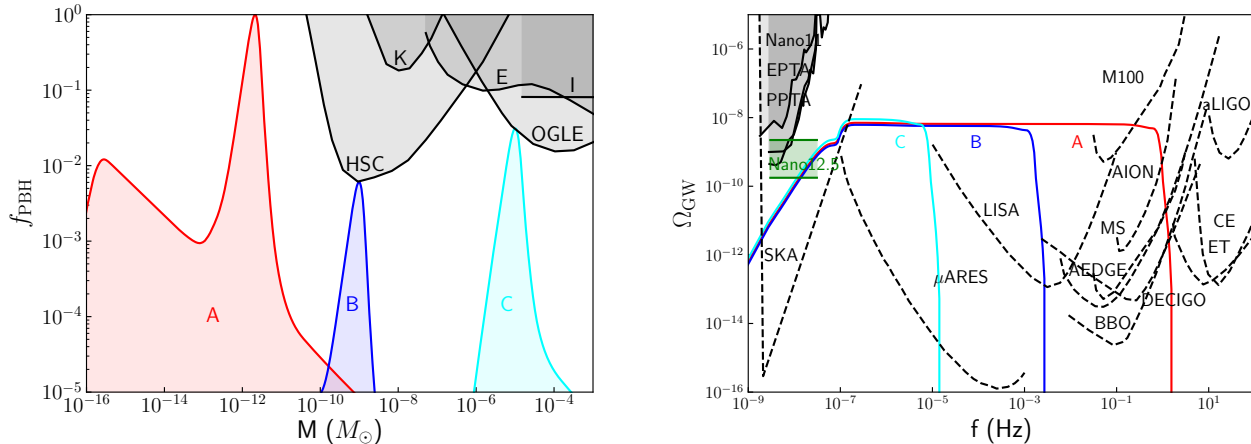 10^0
10^-1
10^-2
10^-3
10^-4
10^-5
f_PBH
K
E
I
OGLE
HSC
A
B
C
10^-16
10^-14
10^-12
10^-10
10^-8
10^-6
10^-4
M (M_⊙)
10^-6
10^-8
10^-10
10^-12
10^-14
10^-16
Ω_GW
Nano11
EPTA
PPTA
Nano12.5
M100
aLIGO
C
B
A
AION
LISA
MS
CE
SKA
ET
μARES
AEDGE
DECIGO
BBO
10^-9
10^-7
10^-5
10^-3
10^-1
10^1
f (Hz)